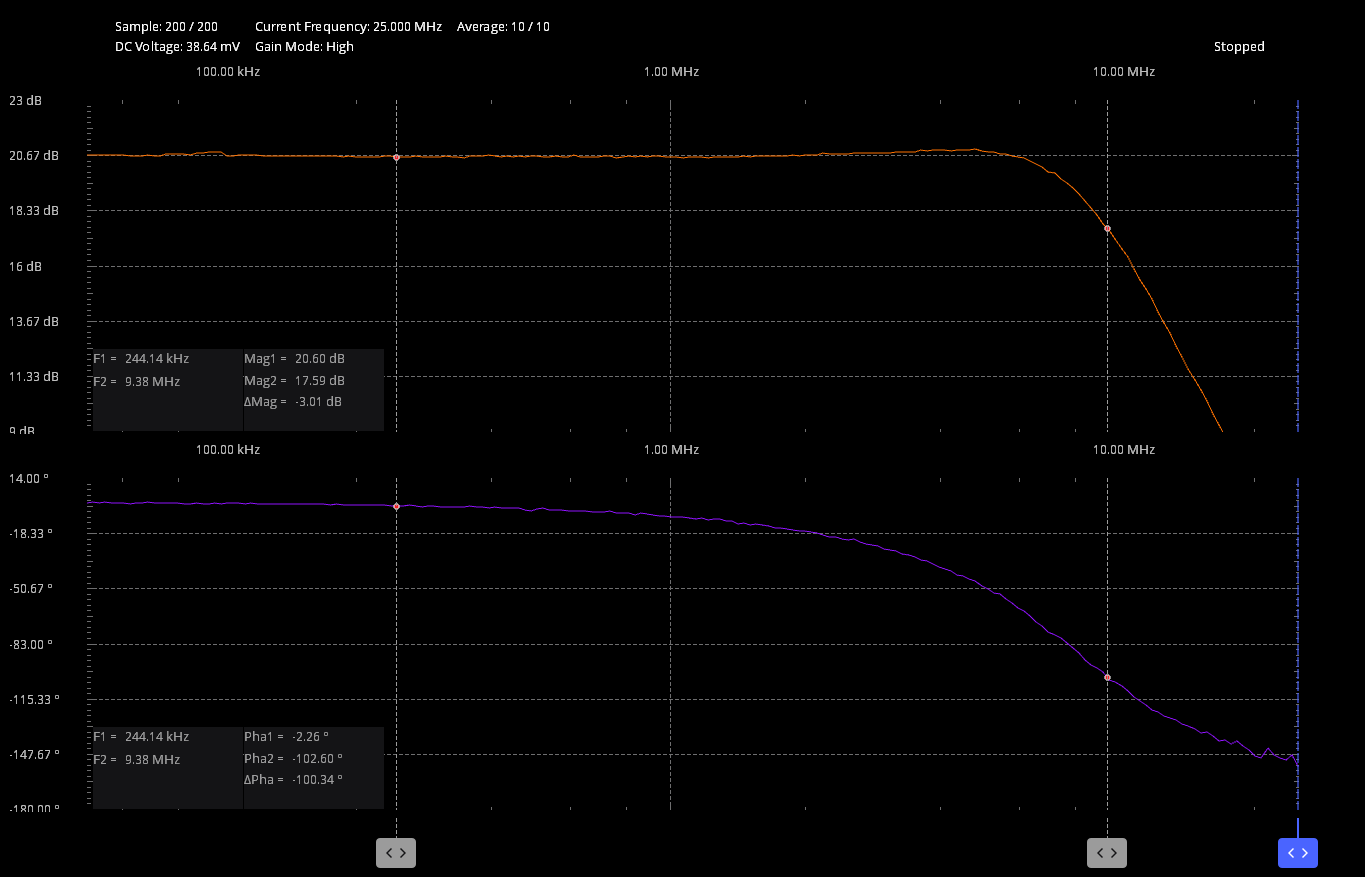 Sample: 200 / 200 Current Frequency: 25.000 MHz Average: 10 / 10
DC Voltage: 38.64 mV Gain Mode: High
Stopped
100.00 kHz 1.00 MHz 10.00 MHz
23 dB
20.67 dB
18.33 dB
16 dB
13.67 dB
11.33 dB
9 dB
F1 = 244.14 kHz Mag1 = 20.60 dB
F2 = 9.38 MHz Mag2 = 17.59 dB
ΔMag = -3.01 dB
100.00 kHz 1.00 MHz 10.00 MHz
14.00 °
-18.33 °
-50.67 °
-83.00 °
-115.33 °
-147.67 °
-180.00 °
F1 = 244.14 kHz Pha1 = -2.26 °
F2 = 9.38 MHz Pha2 = -102.60 °
ΔPha = -100.34 °